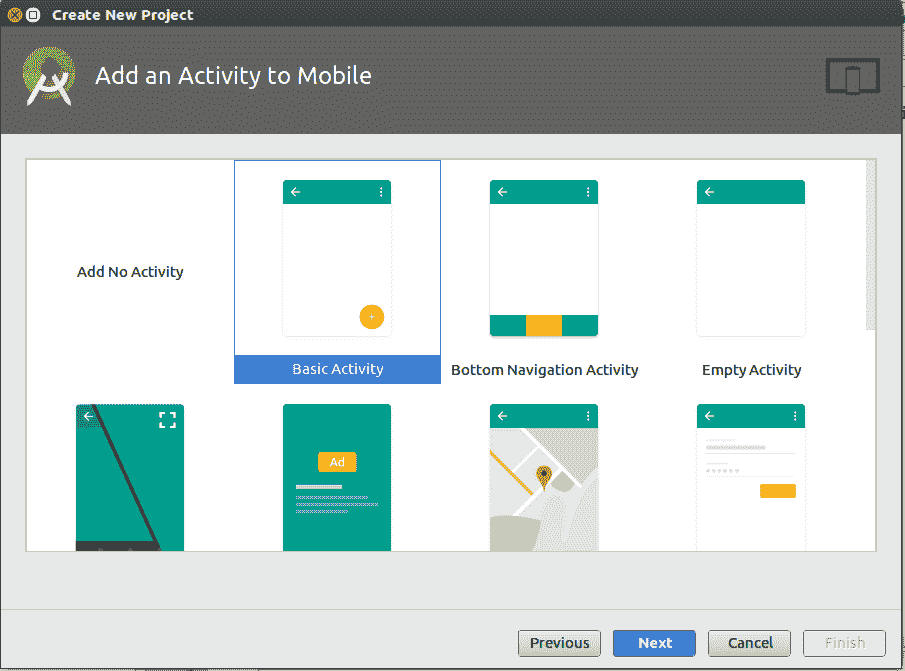 Create New Project
Add an Activity to Mobile
Add No Activity
Basic Activity
Bottom Navigation Activity
Empty Activity
Ad
Previous
Next
Cancel
Finish